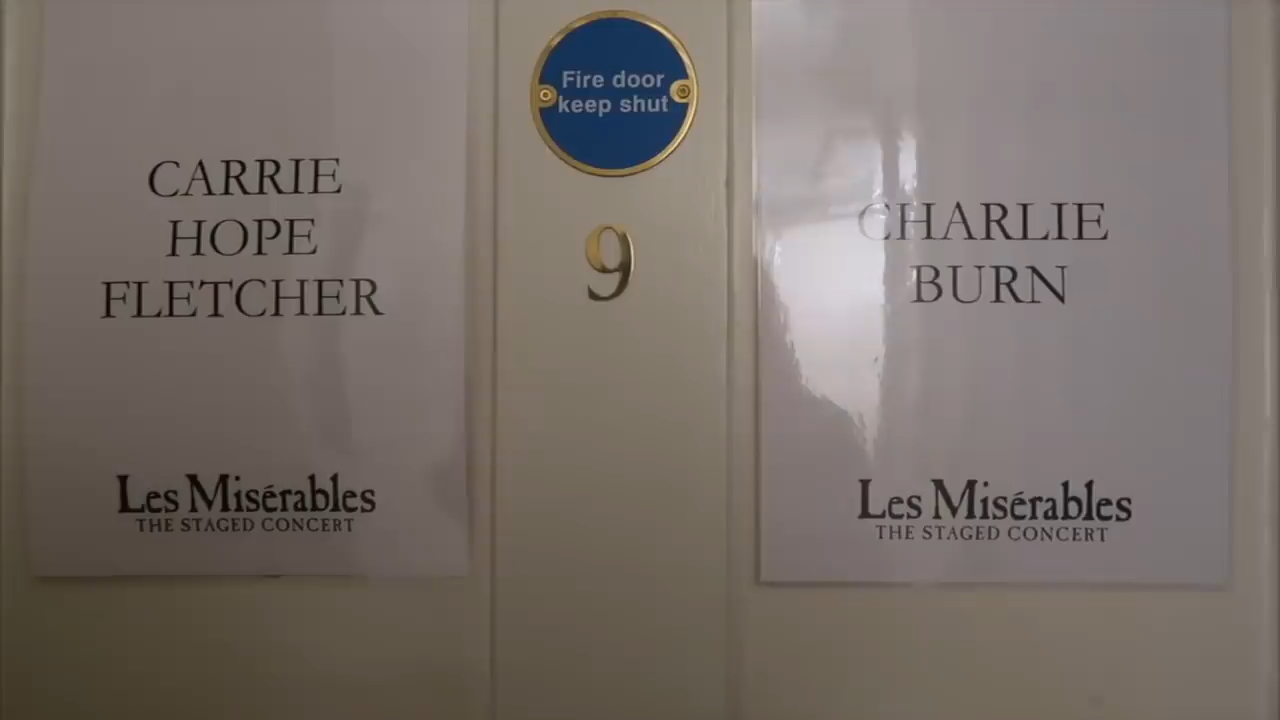 CARRIE
HOPE
FLETCHER
Les Misérables
THE STAGED CONCERT
Fire door
keep shut
9
CHARLIE
BURN
Les Misérables
THE STAGED CONCERT